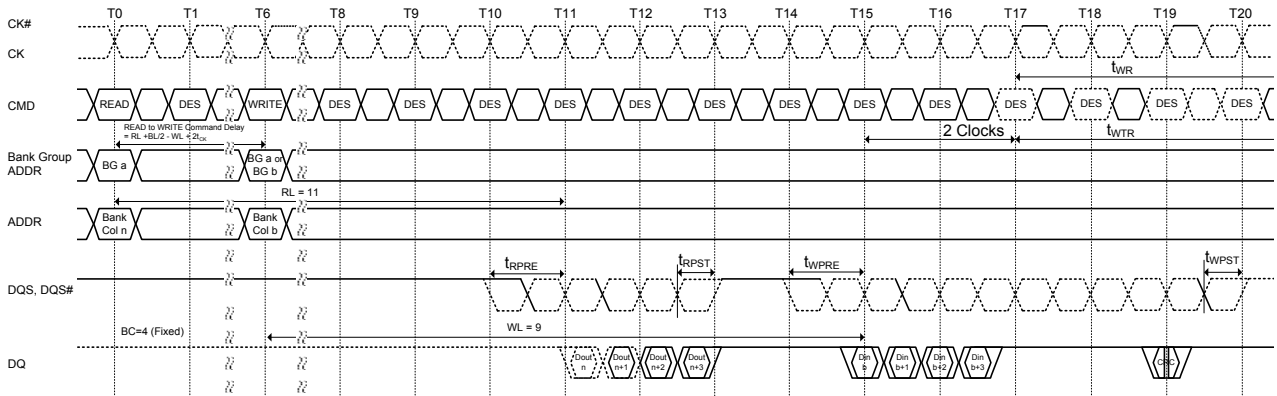 CK# T0 T1 T6 T8 T9 T10 T11 T12 T13 T14 T15 T16 T17 T18 T19 T20
CK
tWR
CMD READ DES WRITE DES DES DES DES DES DES DES DES DES DES DES DES DES
READ to WRITE Command Delay
= RL +BL/2 - WL + 2tCK
2 Clocks tWTR
Bank Group
ADDR
BG a
BG a or
BG b
RL = 11
ADDR
Bank
Col n
Bank
Col b
tRPRE tRPST tWPRE tWPST
DQS, DQS#
BC=4 (Fixed) WL = 9
DQ
Dout
n
Dout
n+1
Dout
n+2
Dout
n+3
Din
b
Din
b+1
Din
b+2
Din
b+3
CRC